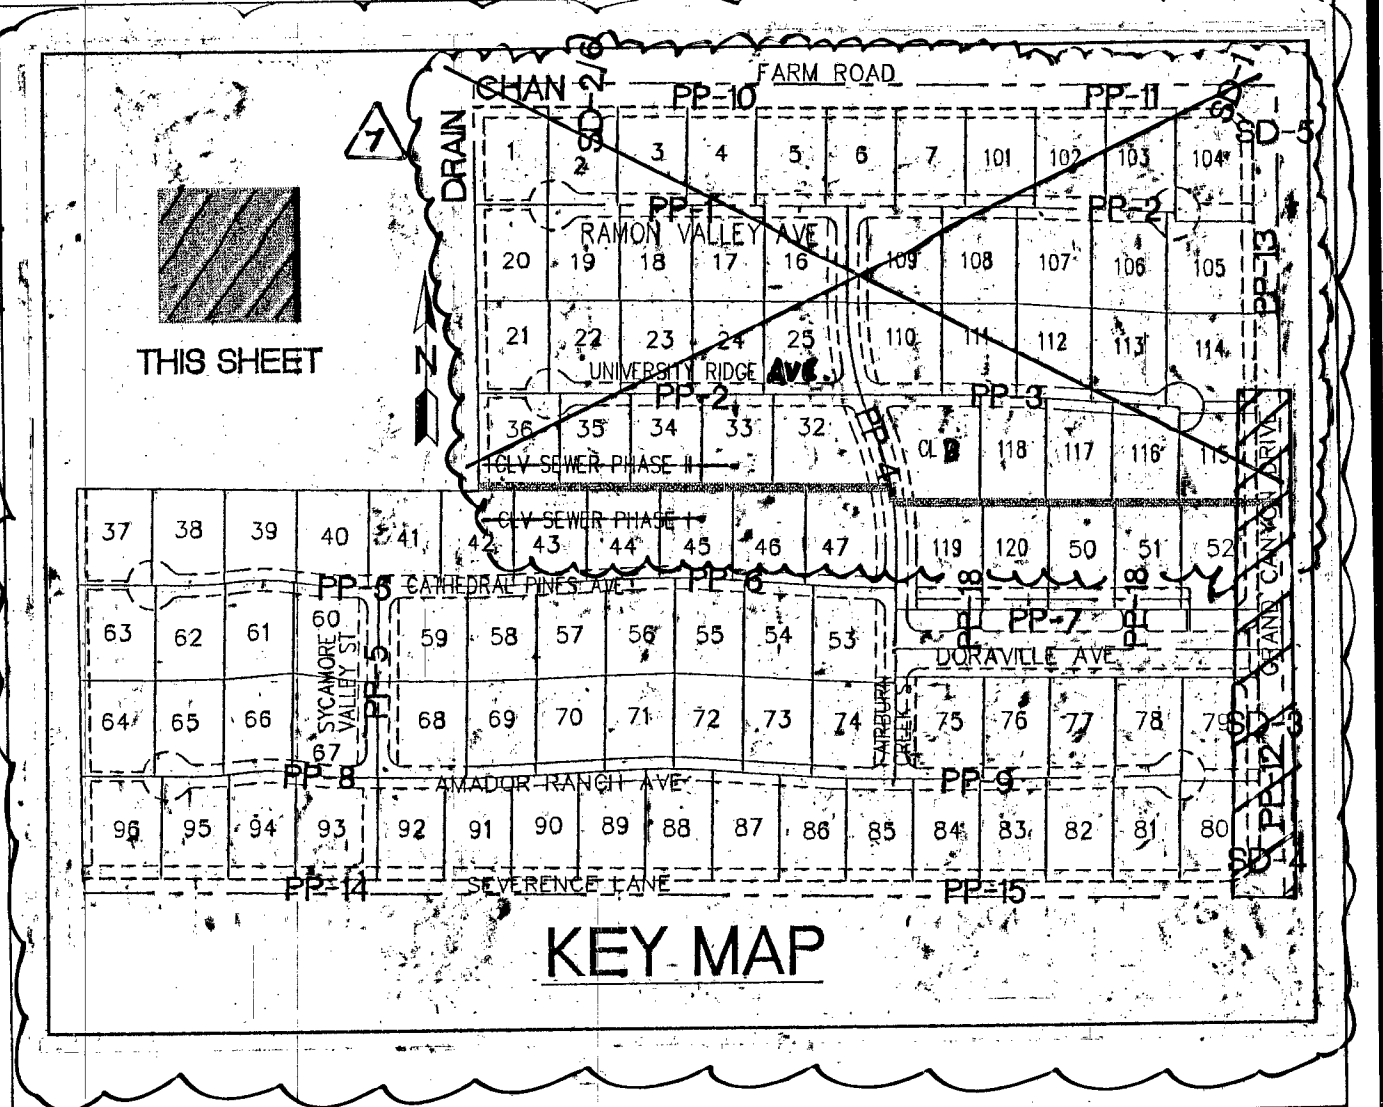 FARM ROAD
CHAN
SD-2/6
PP-10
PP-11
SD-5
DRAIN
7
1 2 3 4 5 6 7 101 102 103 104
PP-1
PP-2
RAMON VALLEY AVE
20 19 18 17 16 109 108 107 106 105
PP-13
THIS SHEET
N
21 22 23 24 25 110 111 112 113 114
UNIVERSITY RIDGE AVE.
PP-2
PP-3
36 35 34 33 32
PP-4
118 117 116 115
CLV SEWER PHASE II
GRAND CANYON DRIVE
CLV SEWER PHASE I
37 38 39 40 41 42 43 44 45 46 47 119 120 50 51 52
PP-5
CATHEDRAL PINES AVE
PP-6
PP-18
PP-18
PP-7
63 62 61 60 59 58 57 56 55 54 53
SYCAMORE
VALLEY ST
PP-5
DORAVILLE AVE
64 65 66 67 68 69 70 71 72 73 74 75 76 77 78 79
SD-3
PP-8
AMADOR RANCH AVE
PP-9
PP-12
96 95 94 93 92 91 90 89 88 87 86 85 84 83 82 81 80
SD-4
PP-14
SEVERENCE LANE
PP-15
KEY MAP